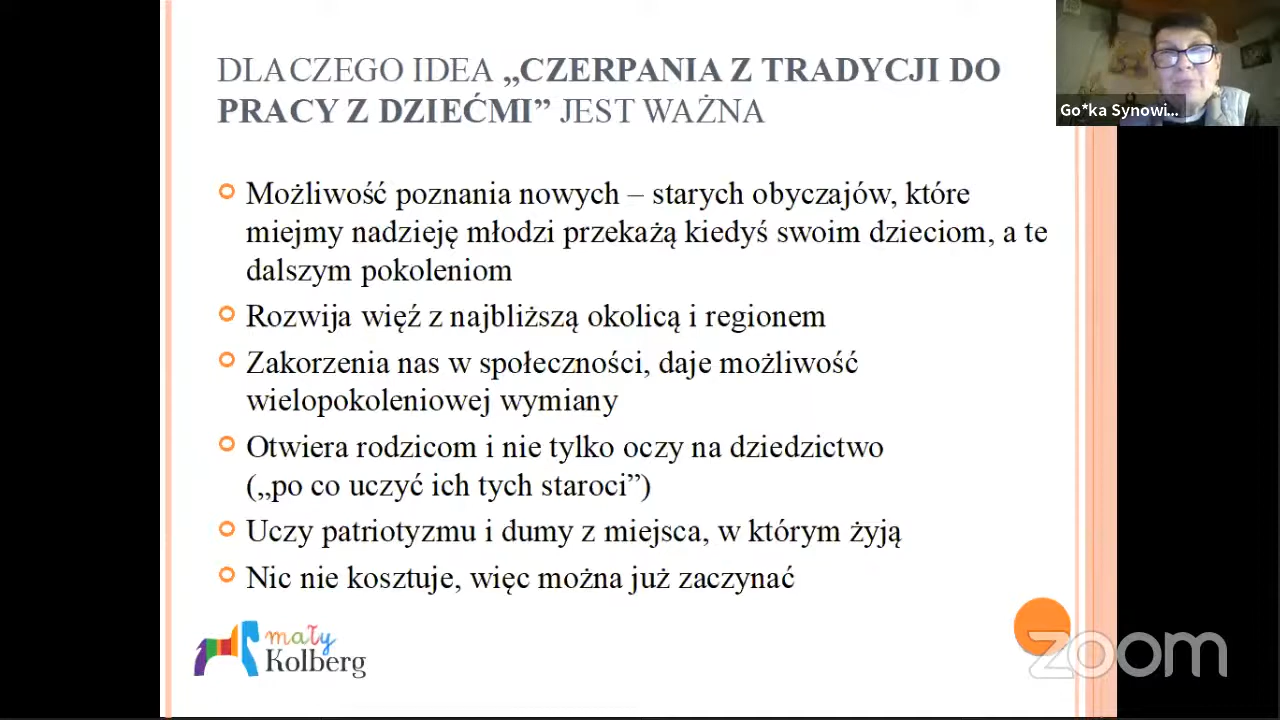 DLACZEGO IDEA „CZERPANIA Z TRADYCJI DO
PRACY Z DZIEĆMI” JEST WAŻNA
Go*ka Synowi...
Możliwość poznania nowych – starych obyczajów, które
miejmy nadzieję młodzi przekażą kiedyś swoim dzieciom, a te
dalszym pokoleniom
Rozwija więź z najbliższą okolicą i regionem
Zakorzenia nas w społeczności, daje możliwość
wielopokoleniowej wymiany
Otwiera rodzicom i nie tylko oczy na dziedzictwo
(„po co uczyć ich tych staroci”)
Uczy patriotyzmu i dumy z miejsca, w którym żyją
Nic nie kosztuje, więc można już zaczynać
mały
Kolberg
zoom